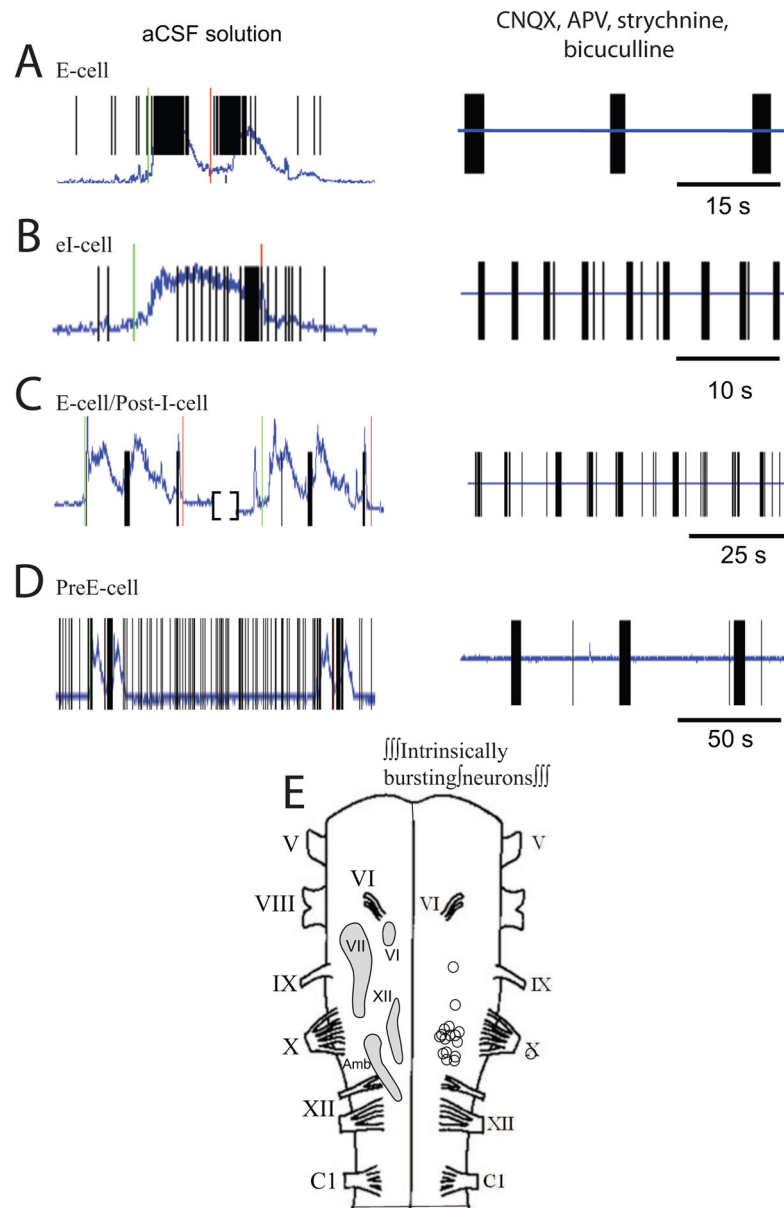 aCSF solution
CNQX, APV, strychnine,
bicuculline
A
E-cell
15 s
B
eI-cell
10 s
C
E-cell/Post-I-cell
[ ]
25 s
D
PreE-cell
50 s
∫∫∫Intrinsically
bursting∫neurons∫∫∫
E
V
V
VI
VIII
VI
VII
VI
IX
IX
XII
X
X
Amb
XII
XII
C1
C1